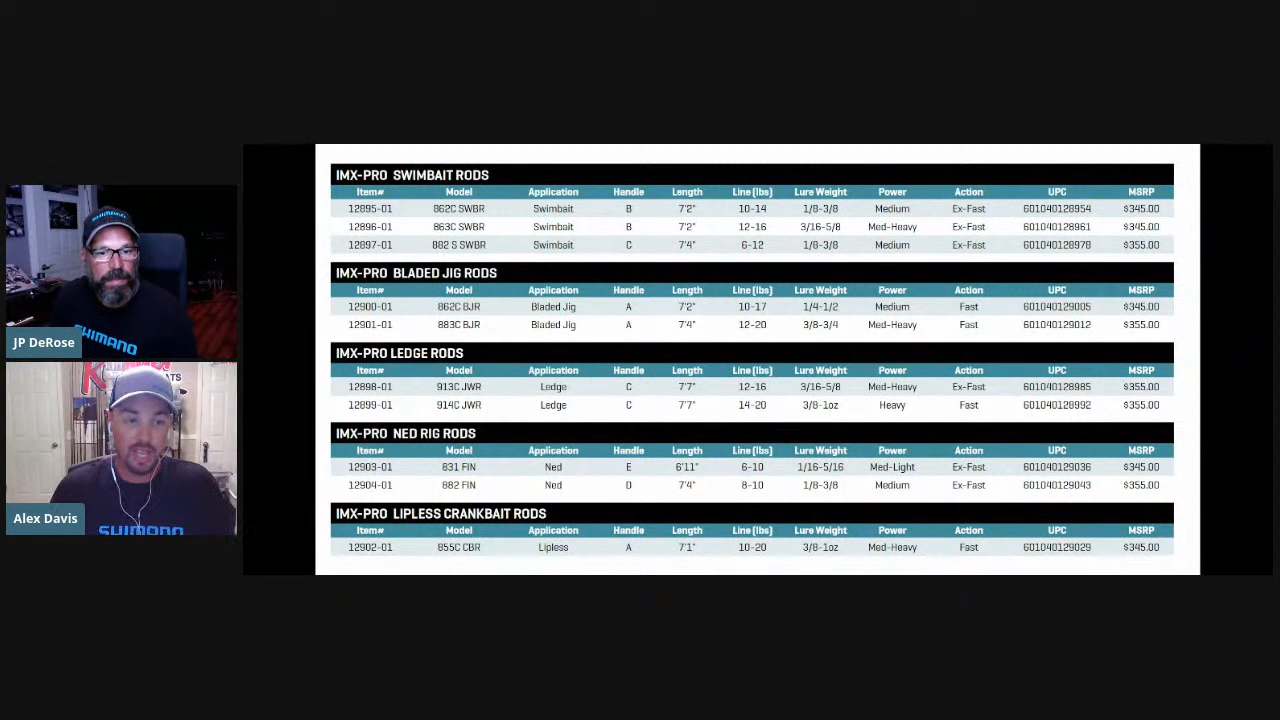 SHIMANO
SHIMANO
JP DeRose
ATS
SHIMANO
Alex Davis
IMX-PRO SWIMBAIT RODS
Item# Model Application Handle Length Line (lbs) Lure Weight Power Action UPC MSRP
12895-01 862C SWBR Swimbait B 7'2" 10-14 1/8-3/8 Medium Ex-Fast 601040128954 $345.00
12896-01 863C SWBR Swimbait B 7'2" 12-16 3/16-5/8 Med-Heavy Ex-Fast 601040128961 $345.00
12897-01 882 S SWBR Swimbait C 7'4" 6-12 1/8-3/8 Medium Ex-Fast 601040128978 $355.00
IMX-PRO BLADED JIG RODS
Item# Model Application Handle Length Line (lbs) Lure Weight Power Action UPC MSRP
12900-01 862C BJR Bladed Jig A 7'2" 10-17 1/4-1/2 Medium Fast 601040129005 $345.00
12901-01 883C BJR Bladed Jig A 7'4" 12-20 3/8-3/4 Med-Heavy Fast 601040129012 $355.00
IMX-PRO LEDGE RODS
Item# Model Application Handle Length Line (lbs) Lure Weight Power Action UPC MSRP
12898-01 913C JWR Ledge C 7'7" 12-16 3/16-5/8 Med-Heavy Ex-Fast 601040128985 $355.00
12899-01 914C JWR Ledge C 7'7" 14-20 3/8-1oz Heavy Fast 601040128992 $355.00
IMX-PRO NED RIG RODS
Item# Model Application Handle Length Line (lbs) Lure Weight Power Action UPC MSRP
12903-01 831 FIN Ned E 6'11" 6-10 1/16-5/16 Med-Light Ex-Fast 601040129036 $345.00
12904-01 882 FIN Ned D 7'4" 8-10 1/8-3/8 Medium Ex-Fast 601040129043 $355.00
IMX-PRO LIPLESS CRANKBAIT RODS
Item# Model Application Handle Length Line (lbs) Lure Weight Power Action UPC MSRP
12902-01 855C CBR Lipless A 7'1" 10-20 3/8-1oz Med-Heavy Fast 601040129029 $345.00